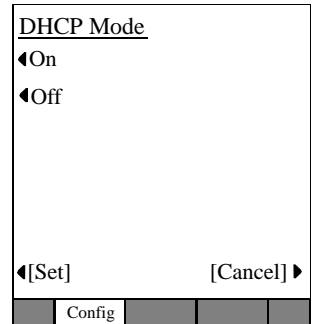 DHCP Mode
On
Off
[Set] [Cancel]
Config